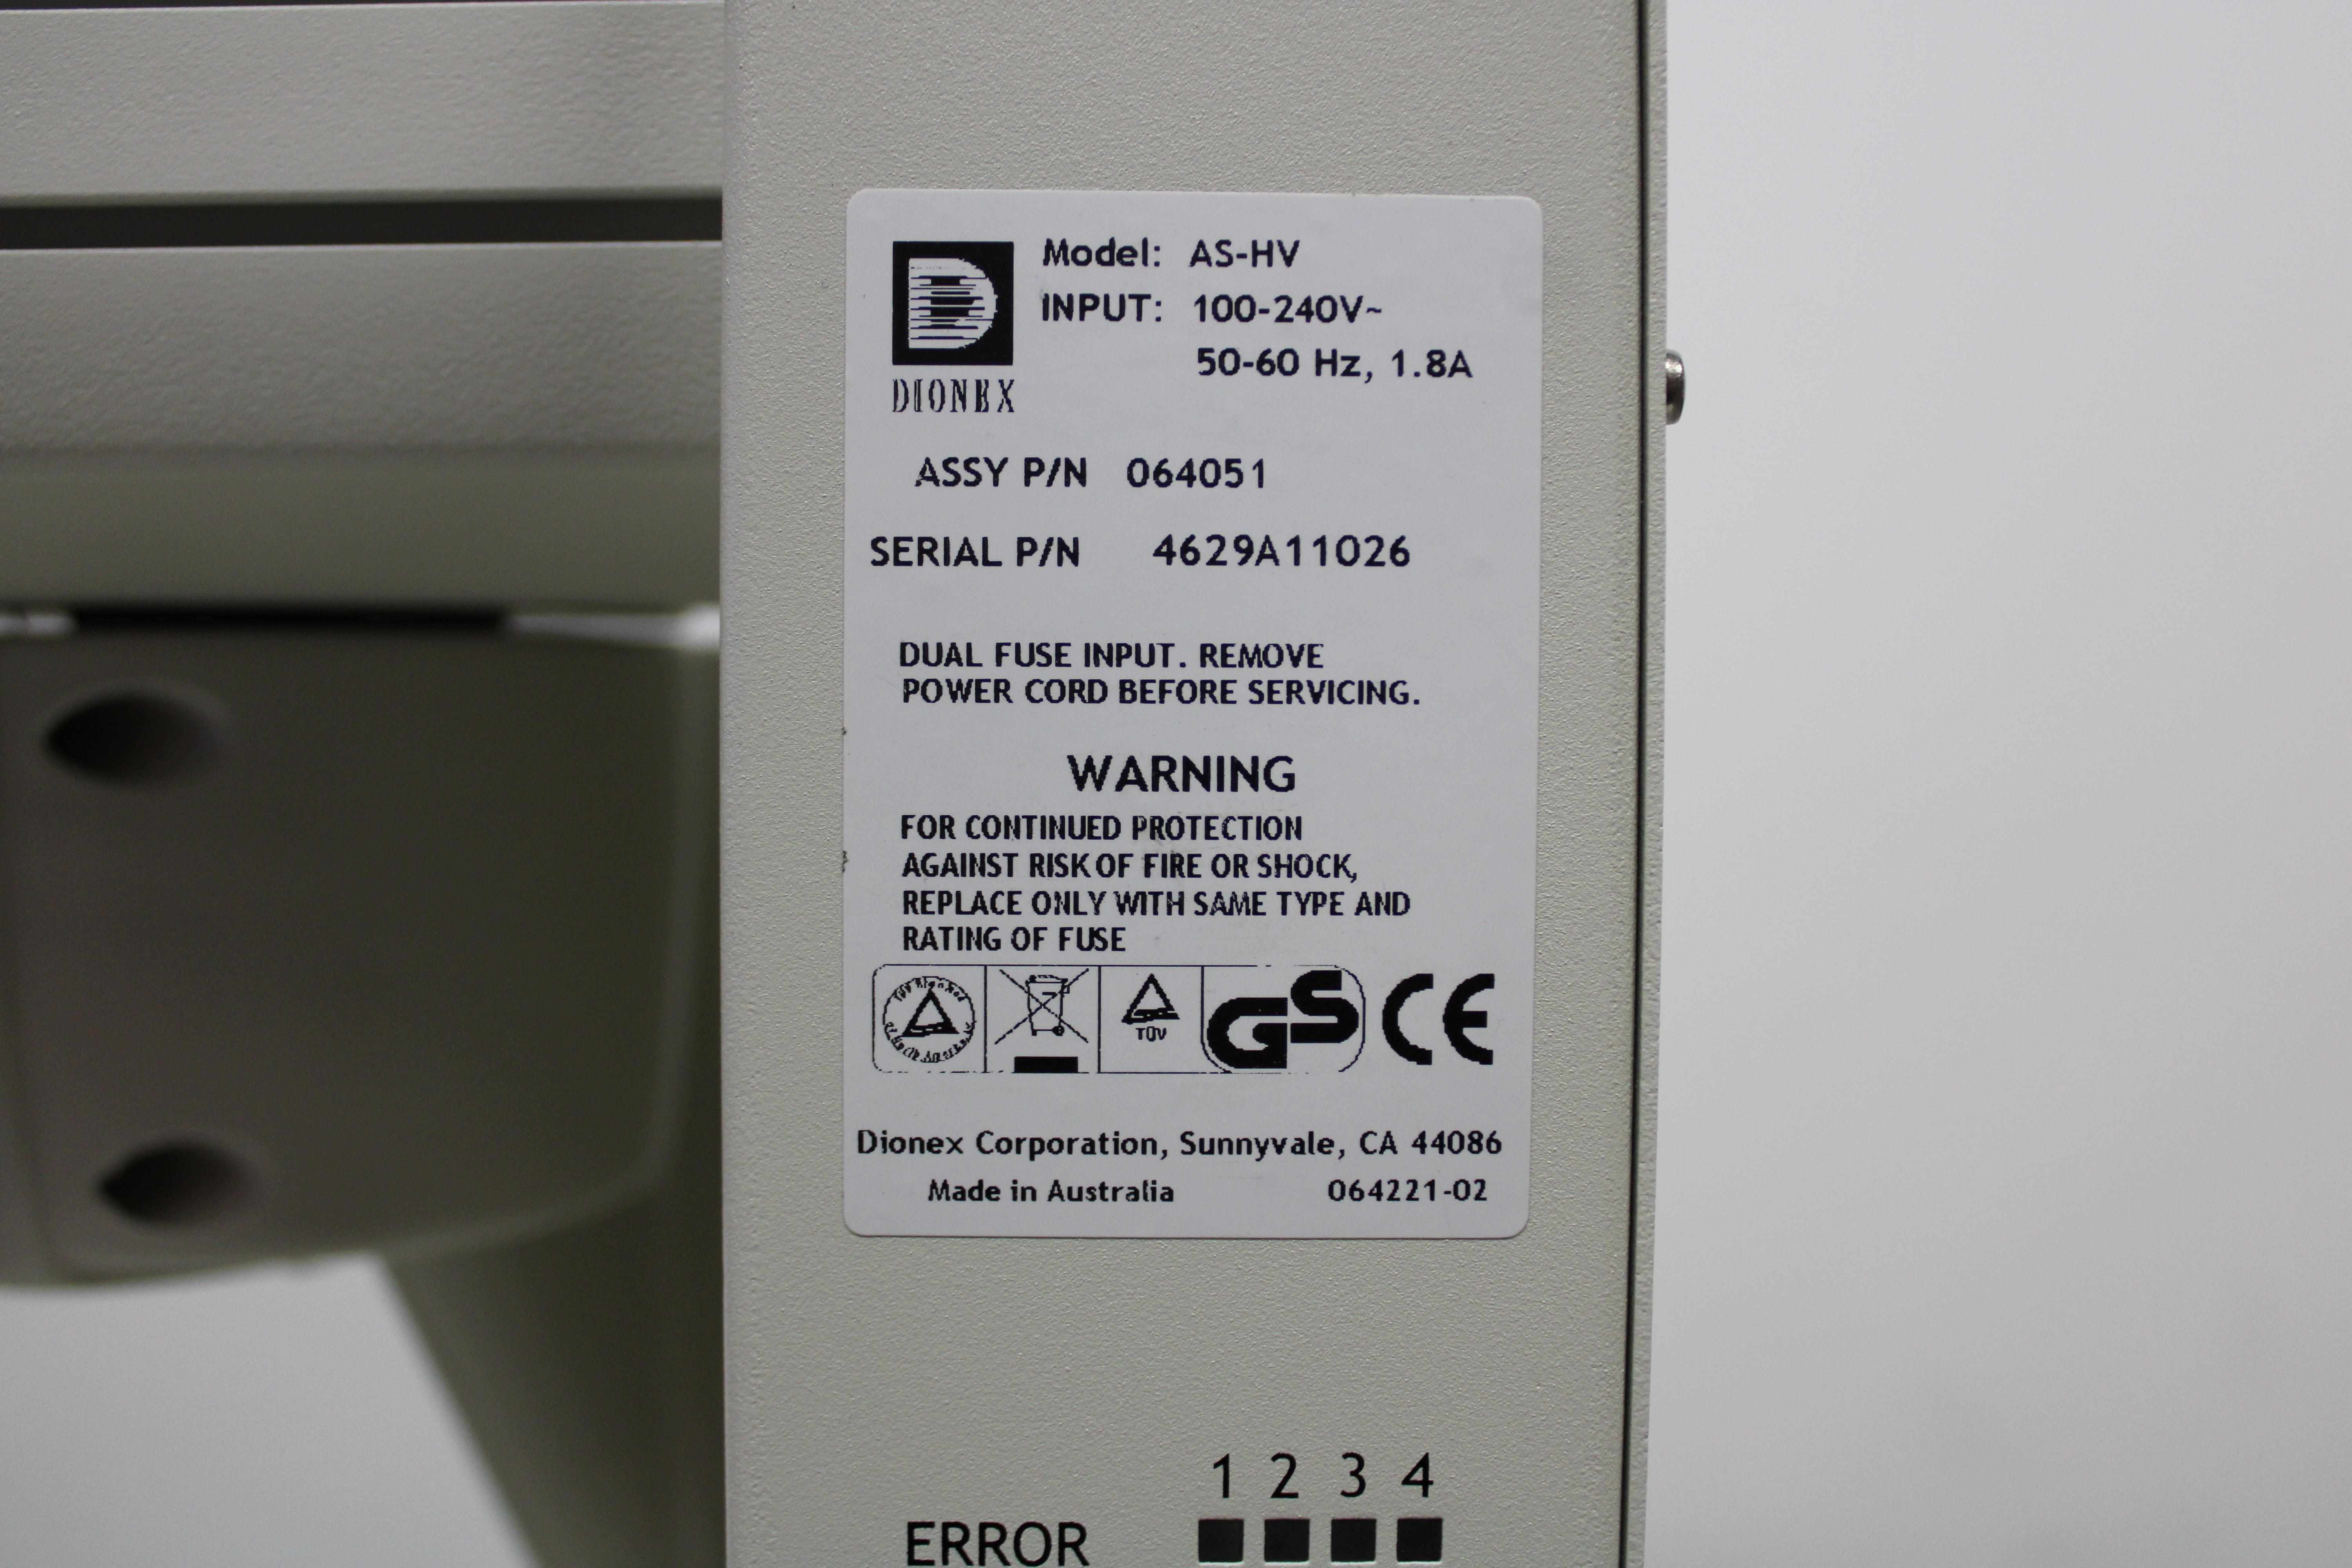 Model: AS-HV
INPUT: 100-240V~
50-60 Hz, 1.8A
DIONEX
ASSY P/N 064051
SERIAL P/N 4629A11026
DUAL FUSE INPUT. REMOVE
POWER CORD BEFORE SERVICING.
WARNING
FOR CONTINUED PROTECTION
AGAINST RISK OF FIRE OR SHOCK,
REPLACE ONLY WITH SAME TYPE AND
RATING OF FUSE
TÜV
GS CE
Dionex Corporation, Sunnyvale, CA 44086
Made in Australia 064221-02
1 2 3 4
ERROR